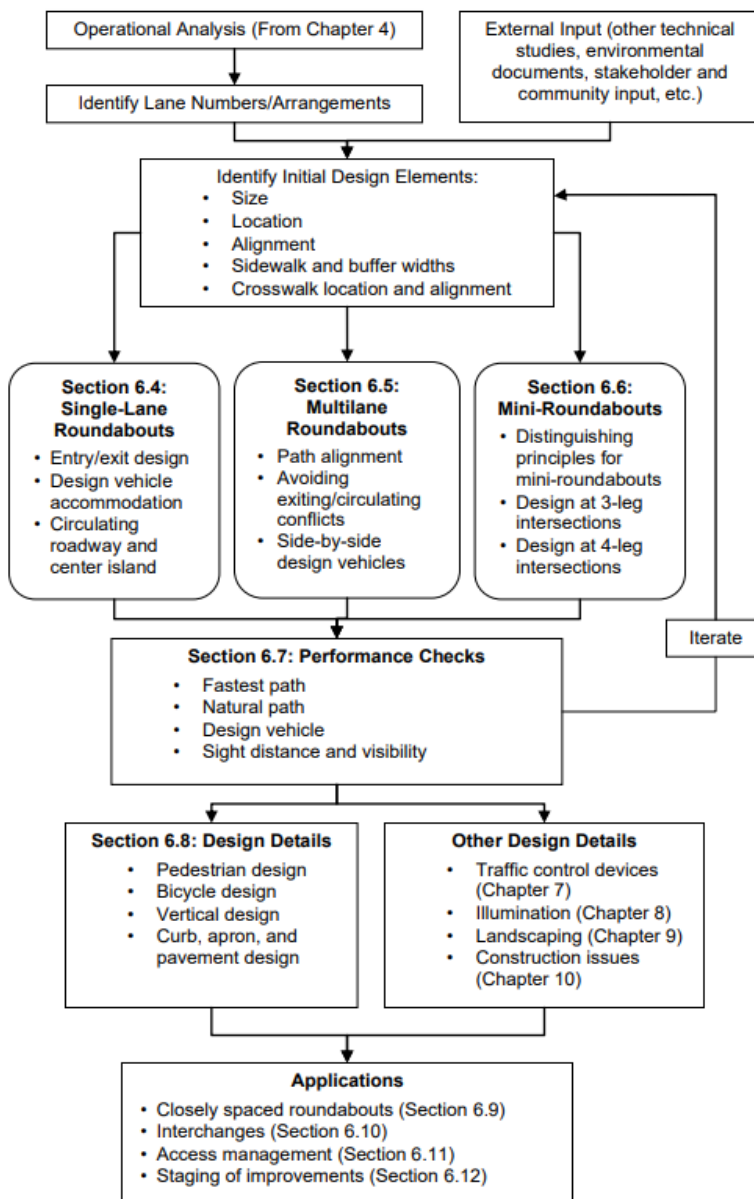 Operational Analysis (From Chapter 4)
External Input (other technical
studies, environmental
documents, stakeholder and
community input, etc.)
Identify Lane Numbers/Arrangements
Identify Initial Design Elements:
• Size
• Location
• Alignment
• Sidewalk and buffer widths
• Crosswalk location and alignment
Section 6.4:
Single-Lane
Roundabouts
• Entry/exit design
• Design vehicle
accommodation
• Circulating
roadway and
center island
Section 6.5:
Multilane
Roundabouts
• Path alignment
• Avoiding
exiting/circulating
conflicts
• Side-by-side
design vehicles
Section 6.6:
Mini-Roundabouts
• Distinguishing
principles for
mini-roundabouts
• Design at 3-leg
intersections
• Design at 4-leg
intersections
Iterate
Section 6.7: Performance Checks
• Fastest path
• Natural path
• Design vehicle
• Sight distance and visibility
Section 6.8: Design Details
• Pedestrian design
• Bicycle design
• Vertical design
• Curb, apron, and
pavement design
Other Design Details
• Traffic control devices
(Chapter 7)
• Illumination (Chapter 8)
• Landscaping (Chapter 9)
• Construction issues
(Chapter 10)
Applications
• Closely spaced roundabouts (Section 6.9)
• Interchanges (Section 6.10)
• Access management (Section 6.11)
• Staging of improvements (Section 6.12)